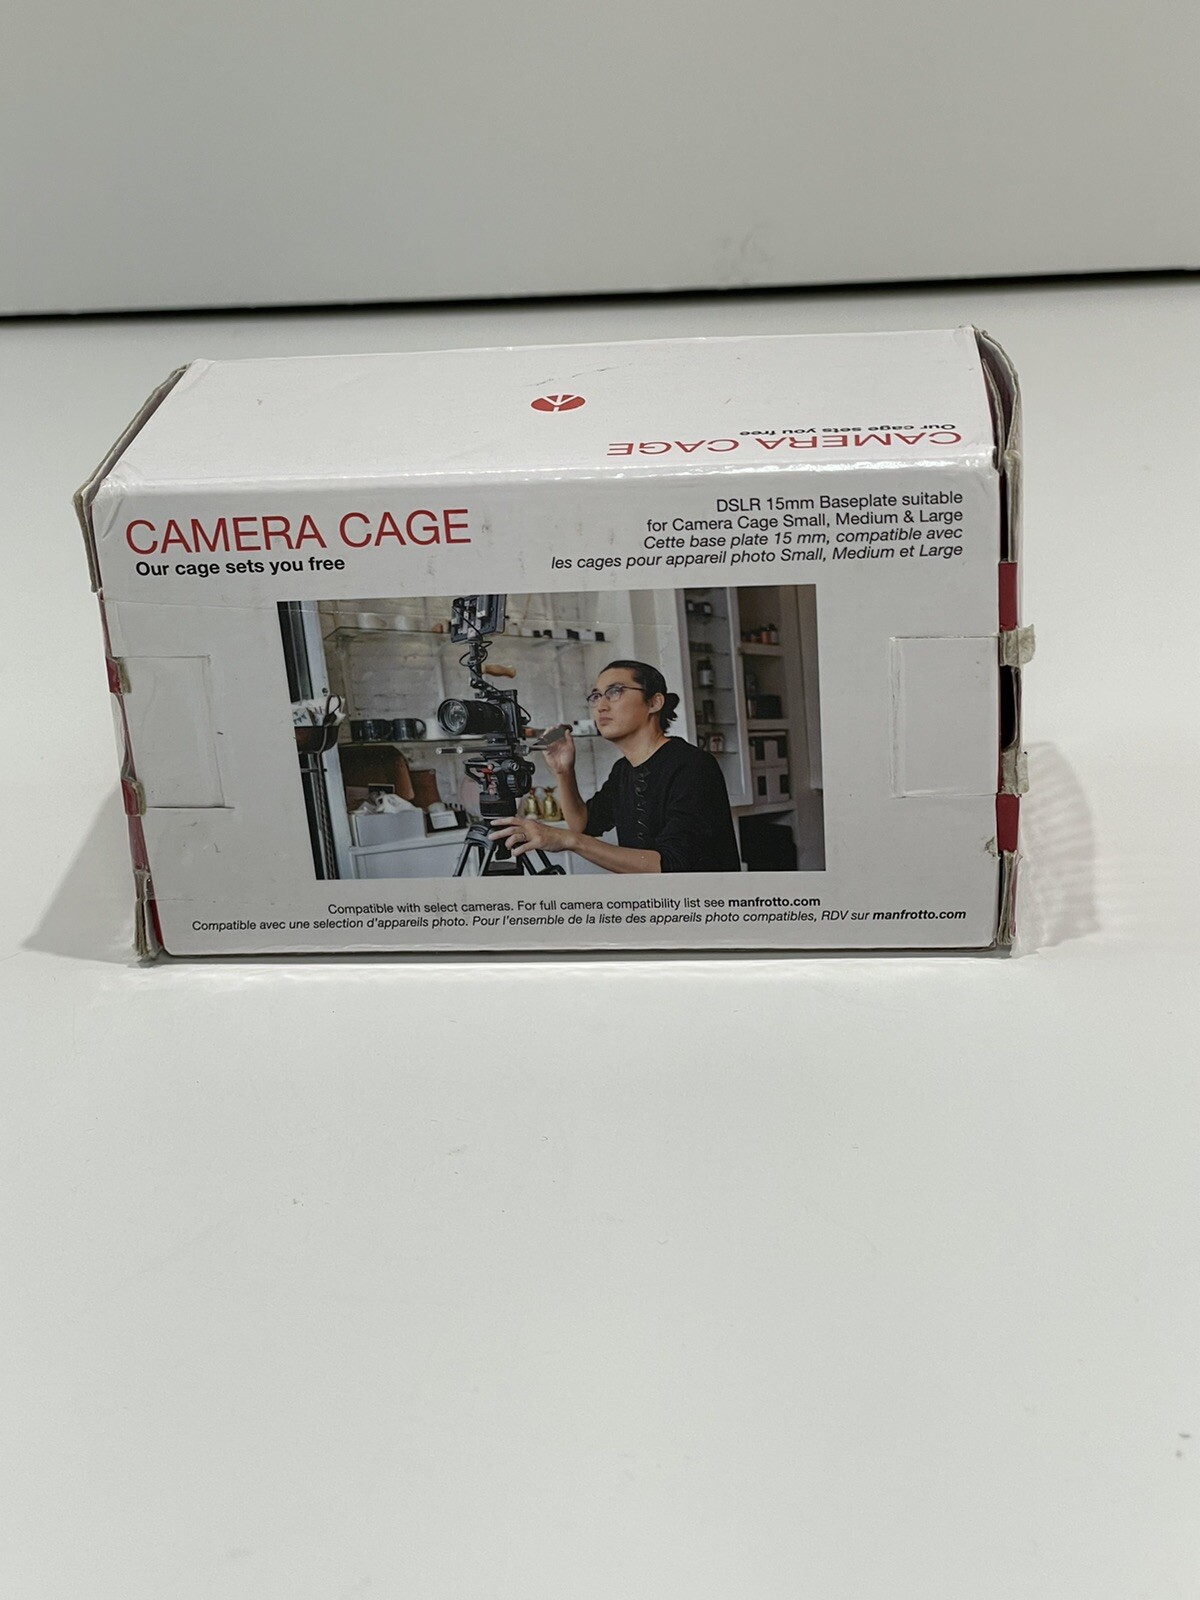 Our cage sets you free
CAMERA CAGE
CAMERA CAGE
Our cage sets you free
DSLR 15mm Baseplate suitable
for Camera Cage Small, Medium & Large
Cette base plate 15 mm, compatible avec
les cages pour appareil photo Small, Medium et Large
Compatible with select cameras. For full camera compatibility list see manfrotto.com
Compatible avec une selection d'appareils photo. Pour l'ensemble de la liste des appareils photo compatibles, RDV sur manfrotto.com